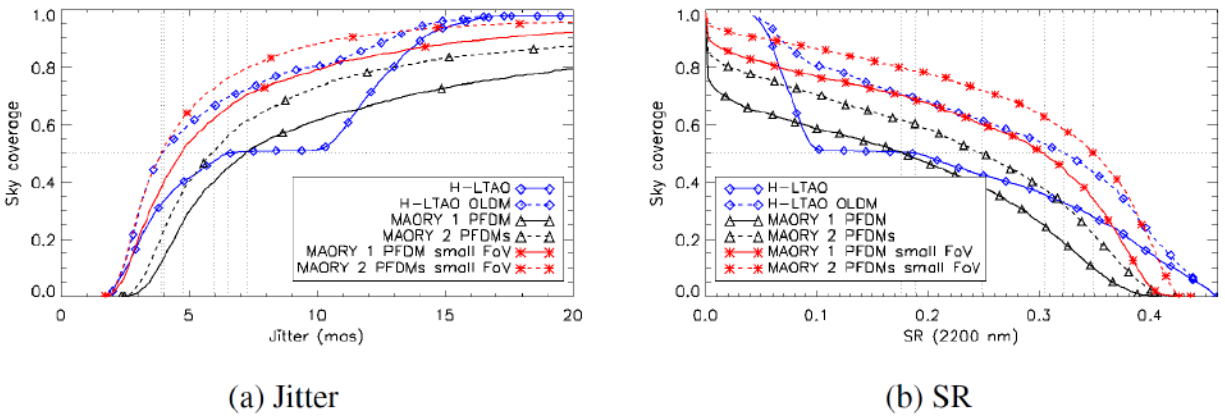 1.0
0.8
0.6
0.4
0.2
0.0
Sky coverage
H-LTAO
H-LTAO OLDM
MAORY 1 PFDM
MAORY 2 PFDMs
MAORY 1 PFDM small FoV
MAORY 2 PFDMs small FoV
0 5 10 15 20
Jitter (mas)
(a) Jitter
1.0
0.8
0.6
0.4
0.2
0.0
Sky coverage
H-LTAO
H-LTAO OLDM
MAORY 1 PFDM
MAORY 2 PFDMs
MAORY 1 PFDM small FoV
MAORY 2 PFDMs small FoV
0.0 0.1 0.2 0.3 0.4
SR (2200 nm)
(b) SR